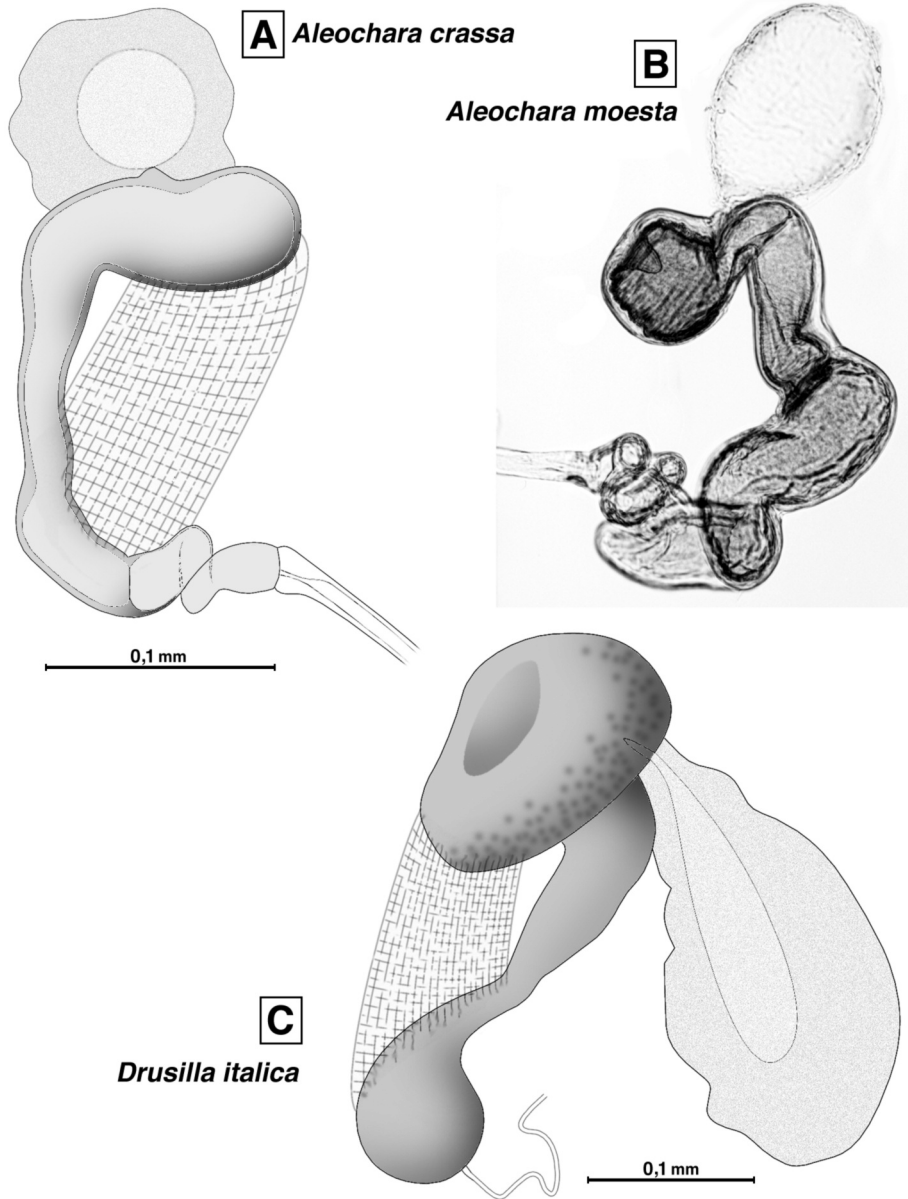 A Aleochara crassa
B
Aleochara moesta
0,1 mm
C
Drusilla italica
0,1 mm